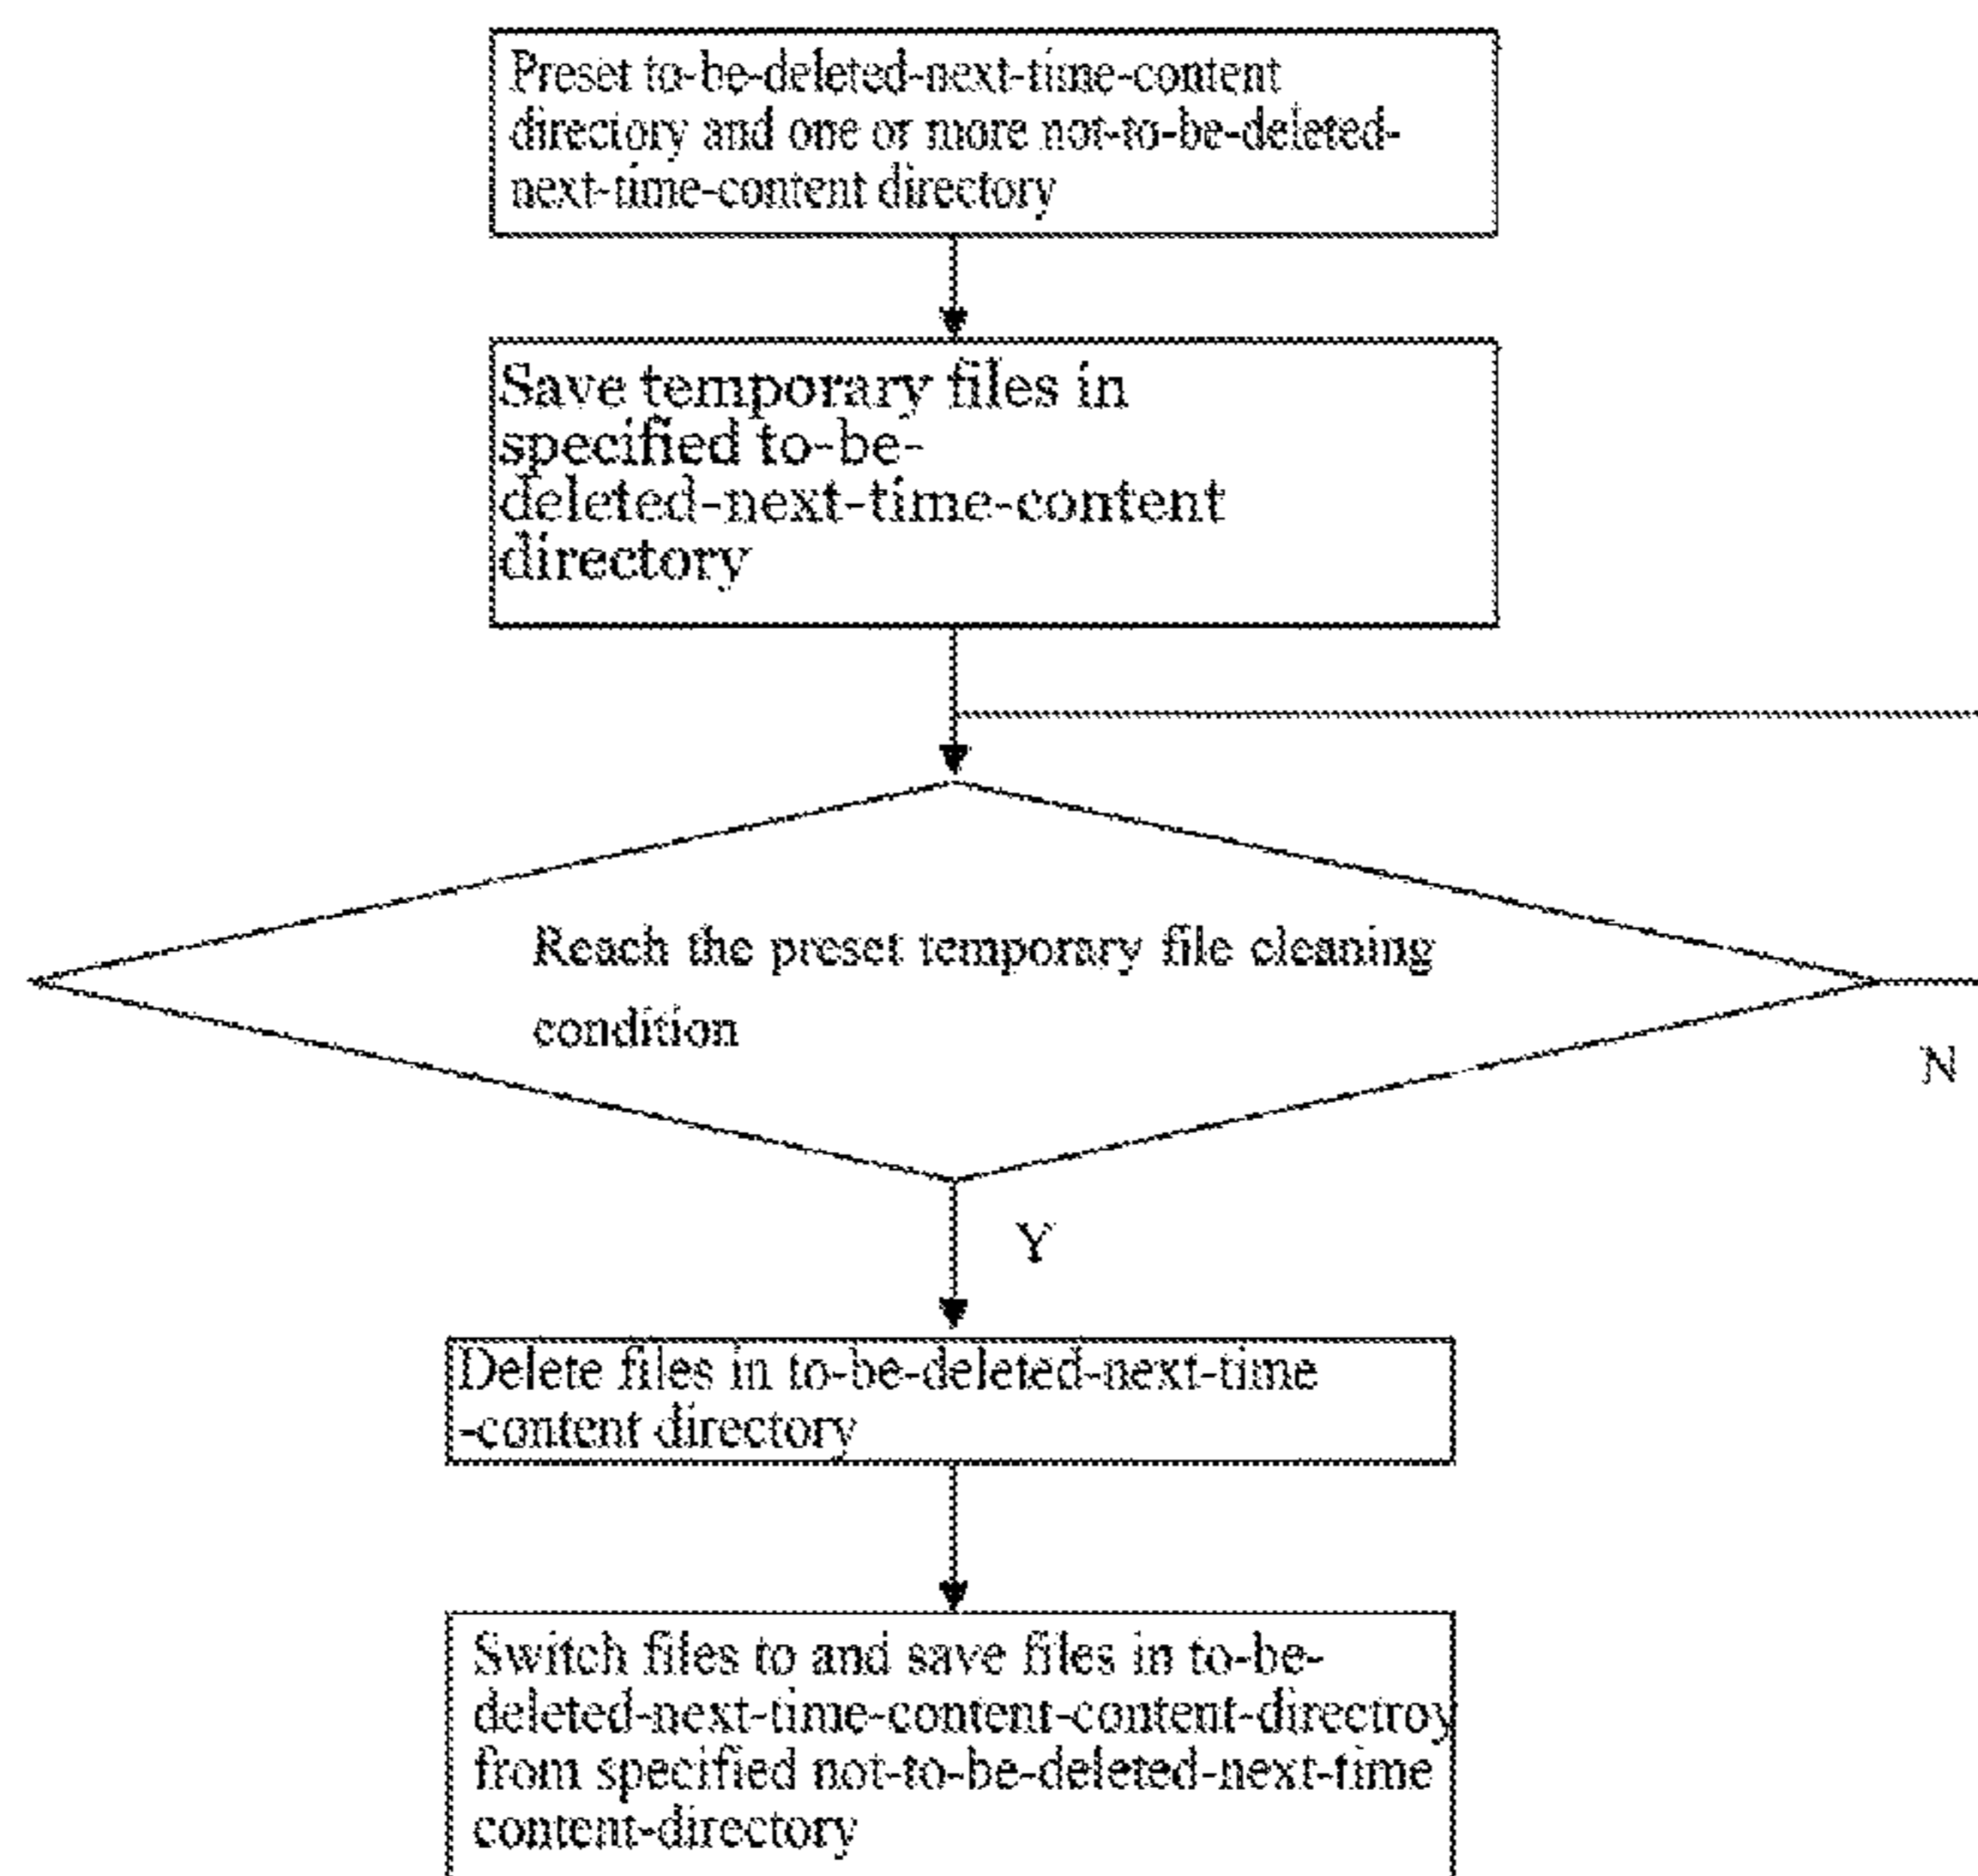 Preset to-be-deleted-next-time-content
directory and one or more not-to-be-deleted-
next-time-content directory
Save temporary files in
specified to-be-
deleted-next-time-content
directory
Reach the preset temporary file cleaning
condition
N
Y
Delete files in to-be-deleted-next-time
-content directory
Switch files to and save files in to-be-
deleted-next-time-content-content-directroy
from specified not-to-be-deleted-next-time
content-directory